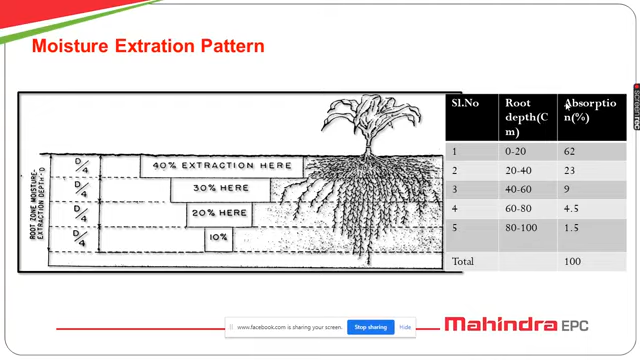 Moisture Extration Pattern
ROOT ZONE MOISTURE-
EXTRACTION DEPTH "D"
D/4
D/4
D/4
D/4
40% EXTRACTION HERE
30% HERE
20% HERE
10%
Sl.No Root depth(C m) Absorptio n(%)
1 0-20 62
2 20-40 23
3 40-60 9
4 60-80 4.5
5 80-100 1.5
Total 100
www.facebook.com is sharing your screen. Stop sharing Hide
Mahindra EPC